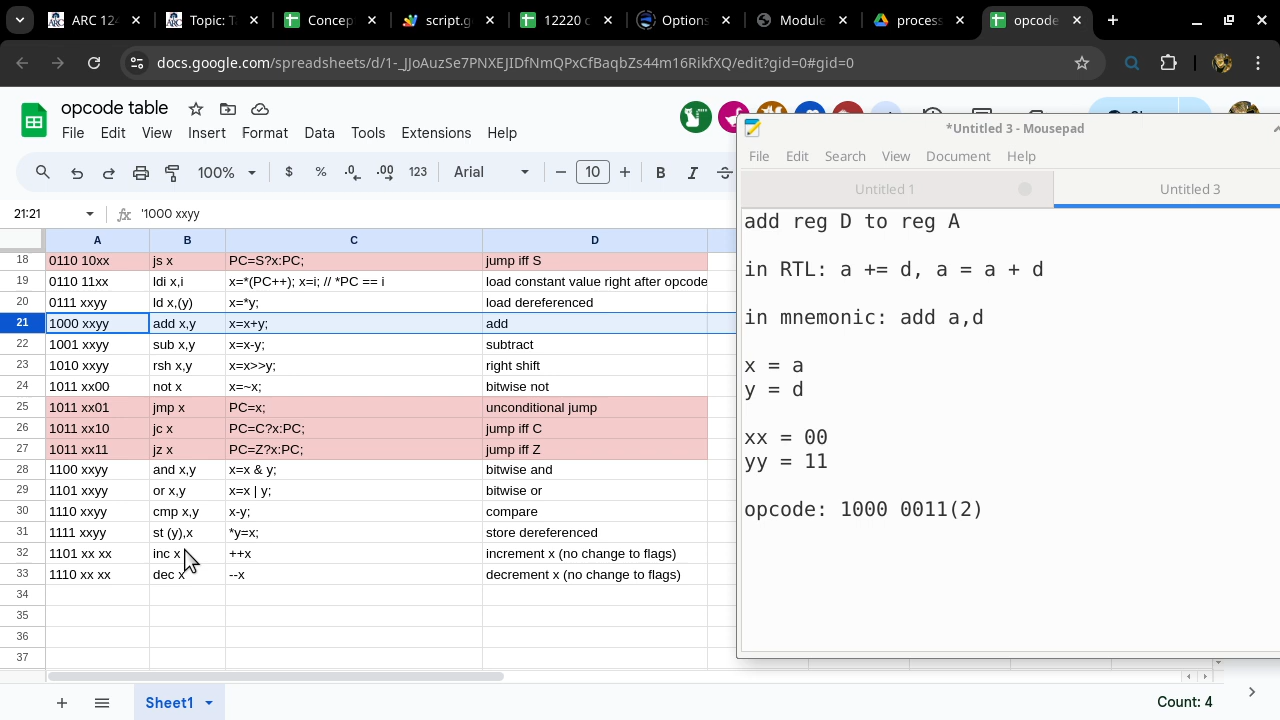 ARC 124
Topic: T
Concep
script.g
12220 c
Options
Module
process
opcode
docs.google.com/spreadsheets/d/1-_JJoAuzSe7PNXEJIDfNmQPxCfBaqbZs44m16RikfXQ/edit?gid=0#gid=0
opcode table
File Edit View Insert Format Data Tools Extensions Help
100% $ % .0 .00 123 Arial 10 B I S
21:21 fx '1000 xxyy
A B C D
18 0110 10xx js x PC=S?x:PC; jump iff S
19 0110 11xx ldi x,i x=*(PC++); x=i; // *PC == i load constant value right after opcode
20 0111 xxyy ld x,(y) x=*y; load dereferenced
21 1000 xxyy add x,y x=x+y; add
22 1001 xxyy sub x,y x=x-y; subtract
23 1010 xxyy rsh x,y x=x>>y; right shift
24 1011 xx00 not x x=~x; bitwise not
25 1011 xx01 jmp x PC=x; unconditional jump
26 1011 xx10 jc x PC=C?x:PC; jump iff C
27 1011 xx11 jz x PC=Z?x:PC; jump iff Z
28 1100 xxyy and x,y x=x & y; bitwise and
29 1101 xxyy or x,y x=x | y; bitwise or
30 1110 xxyy cmp x,y x-y; compare
31 1111 xxyy st (y),x *y=x; store dereferenced
32 1101 xx xx inc x ++x increment x (no change to flags)
33 1110 xx xx dec x --x decrement x (no change to flags)
34
35
36
37
Sheet1
Count: 4
*Untitled 3 - Mousepad
File Edit Search View Document Help
Untitled 1 Untitled 3
add reg D to reg A
in RTL: a += d, a = a + d
in mnemonic: add a,d
x = a
y = d
xx = 00
yy = 11
opcode: 1000 0011(2)